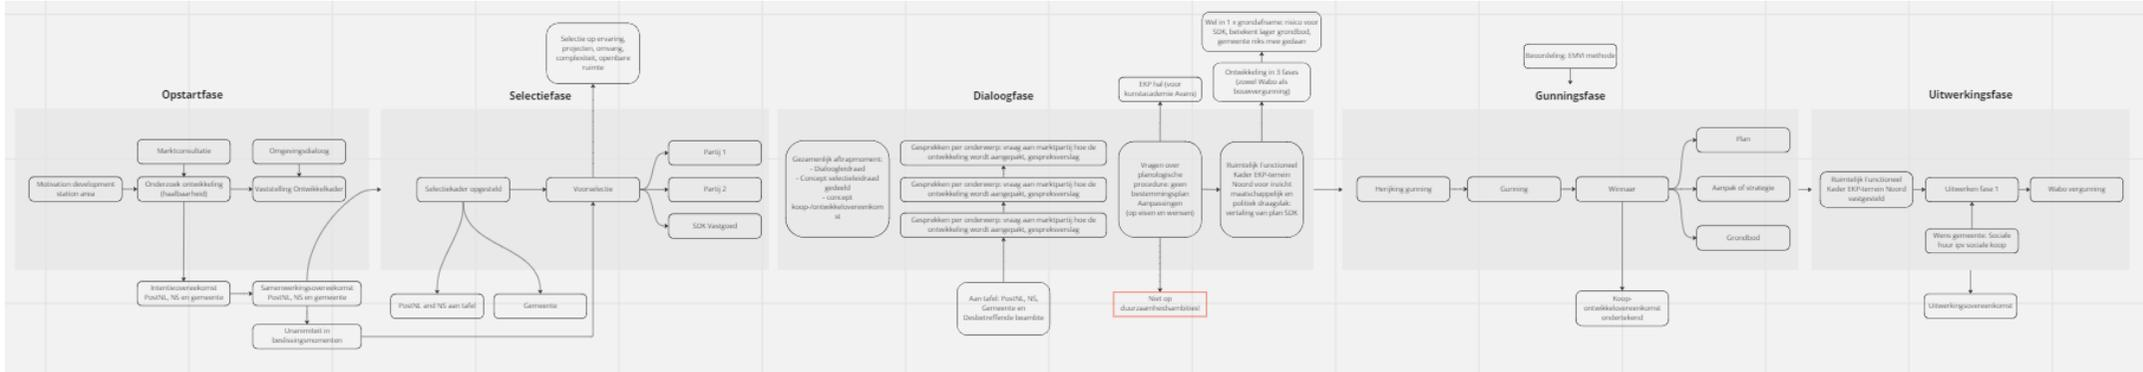 Opstartfase
Marktconsultatie
Omgevingsdialoog
Motivation development
station area
Onderzoek ontwikkeling
(haalbaarheid)
Vaststelling Ontwikkelkader
Intentieovereekomst
PostNL, NS en gemeente
Samenwerkingsovereekomst
PostNL, NS en gemeente
Unanimiteit in
beslissingsmomenten
Selectie op ervaring,
projecten, omvang,
complexiteit, openbare
ruimte
Selectiefase
Selectiekader opgesteld
Voorselectie
Partij 1
Partij 2
SDK Vastgoed
PostNL and NS aan tafel
Gemeente
Dialoogfase
Gezamenlijk aftrapmoment:
- Dialoogleidraad
- Concept selectieleidraad
gedeeld
- concept
koop-/ontwikkelovereenkom
st
Gesprekken per onderwerp: vraag aan marktpartij hoe de
ontwikkeling wordt aangepakt, gespreksverslag
Gesprekken per onderwerp: vraag aan marktpartij hoe de
ontwikkeling wordt aangepakt, gespreksverslag
Gesprekken per onderwerp: vraag aan marktpartij hoe de
ontwikkeling wordt aangepakt, gespreksverslag
Aan tafel: PostNL, NS,
Gemeente en
Desbetreffende beambte
EKP hal (voor
kunstacademie Avans)
Vragen over
planologische
procedure: geen
bestemmingsplan
Aanpassingen
(op eisen en wensen)
Niet op
duurzaamheidsambities!
Wel in 1 x grondafname: risico voor
SDK, betekent lager grondbod,
gemeente niks mee gedaan
Ontwikkeling in 3 fases
(zowel Wabo als
bouwvergunning)
Ruimtelijk Functioneel
Kader EKP-terrein
Noord voor inzicht
maatschappelijk en
politiek draagvlak:
vertaling van plan SDK
Beoordeling: EMVI methode
Gunningsfase
Herijking gunning
Gunning
Winnaar
Plan
Aanpak of strategie
Grondbod
Koop-
ontwikkelovereenkomst
ondertekend
Uitwerkingsfase
Ruimtelijk Functioneel
Kader EKP-terrein Noord
vastgesteld
Uitwerken fase 1
Wabo vergunning
Wens gemeente: Sociale
huur ipv sociale koop
Uitwerkingsovereenkomst